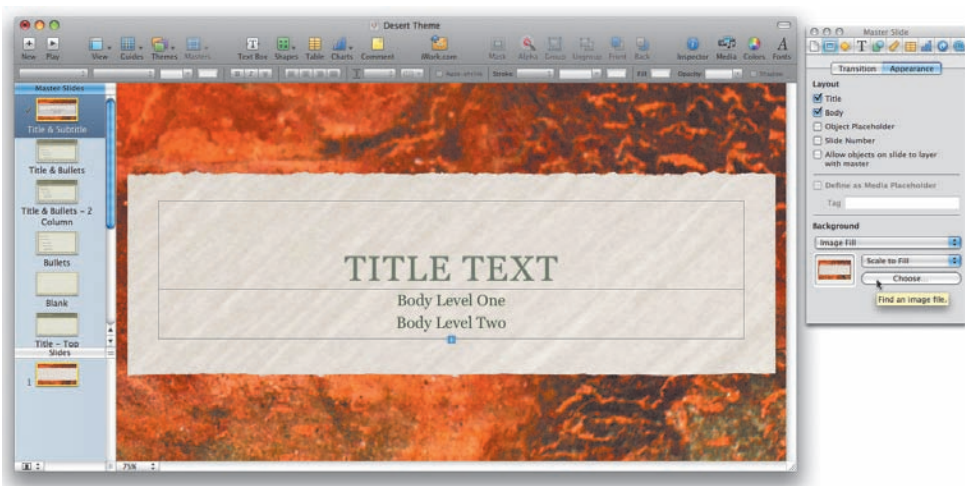 Desert Theme
New Play View Guides Themes Masters Text Box Shapes Table Charts Comment iWork.com Mask Alpha Group Ungroup Front Back Inspector Media Colors Fonts
Stroke Fill Opacity Shadow
Master Slides
Title & Subtitle
Title & Bullets
Title & Bullets – 2
Column
Bullets
Blank
Title – Top
Slides
1
75%
TITLE TEXT
Body Level One
Body Level Two
Master Slide
Transition Appearance
Layout
Title
Body
Object Placeholder
Slide Number
Allow objects on slide to layer
with master
Define as Media Placeholder
Tag
Background
Image Fill
Scale to Fill
Choose...
Find an image file.